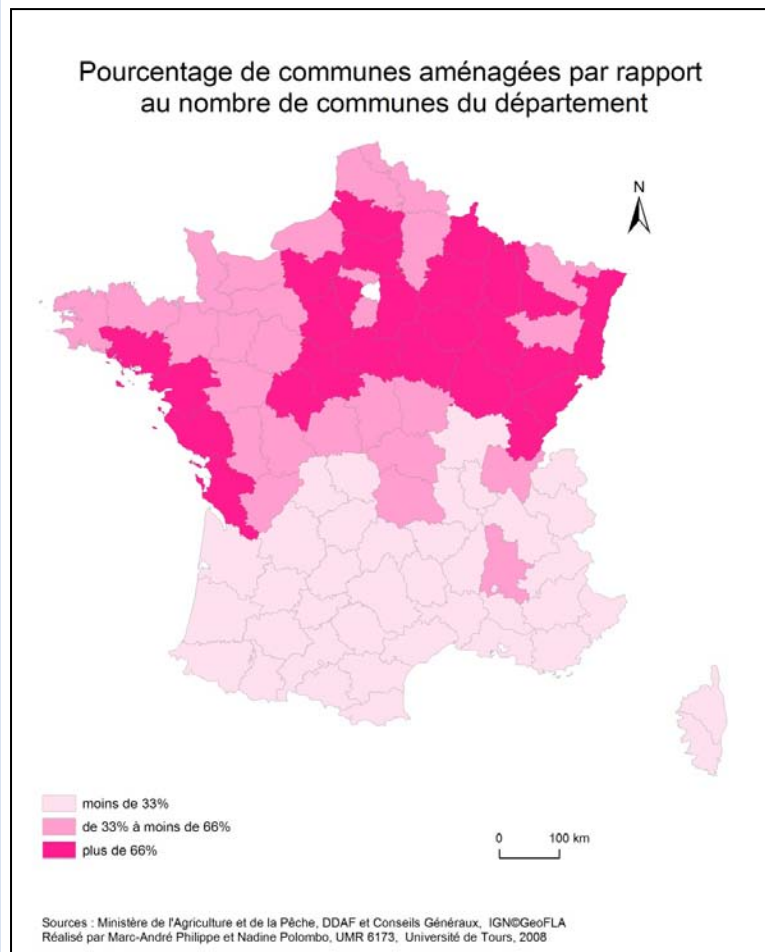 Pourcentage de communes aménagées par rapport
au nombre de communes du département
N
moins de 33%
de 33% à moins de 66%
plus de 66%
0 100 km
Sources : Ministère de l'Agriculture et de la Pêche, DDAF et Conseils Généraux, IGN©GeoFLA
Réalisé par Marc-André Philippe et Nadine Polombo, UMR 6173, Université de Tours, 2008